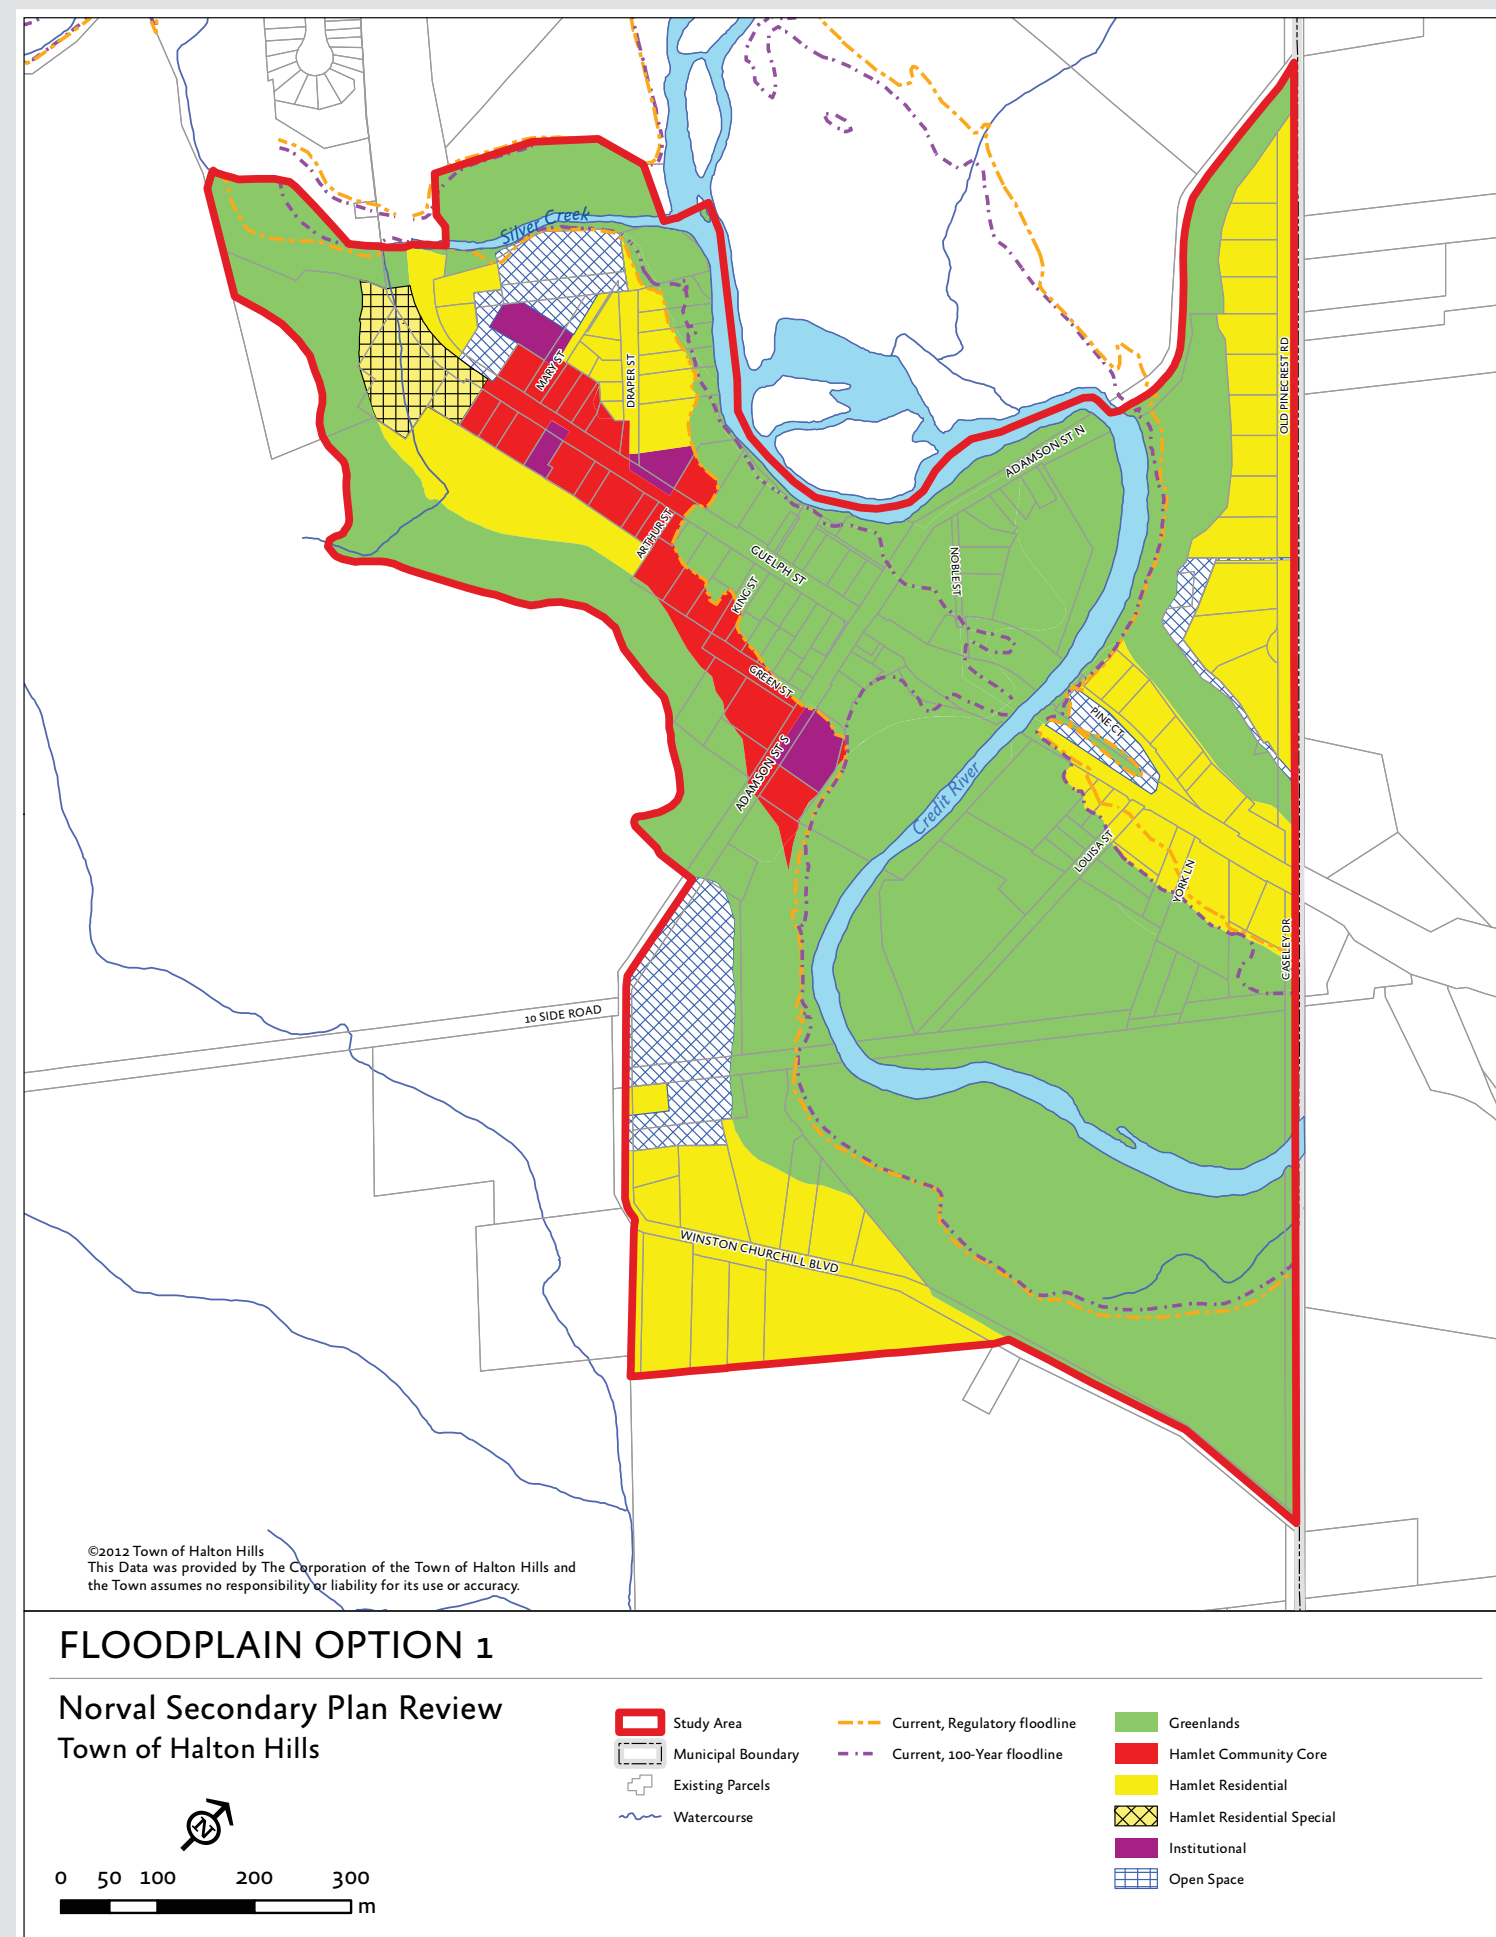 Silver Creek
MARY ST
DRAPER ST
OLD PINECREST RD
ADAMSON ST N
ARTHUR ST
GUELPH ST
NOBLE ST
KING ST
GREEN ST
PINE CT
ADAMSON ST S
Credit River
LOUISA ST
YORK LN
CASELEY DR
10 SIDE ROAD
WINSTON CHURCHILL BLVD
©2012 Town of Halton Hills
This Data was provided by The Corporation of the Town of Halton Hills and
the Town assumes no responsibility or liability for its use or accuracy.
FLOODPLAIN OPTION 1
Norval Secondary Plan Review
Town of Halton Hills
N
0 50 100 200 300
m
Study Area
Municipal Boundary
Existing Parcels
Watercourse
Current, Regulatory floodline
Current, 100-Year floodline
Greenlands
Hamlet Community Core
Hamlet Residential
Hamlet Residential Special
Institutional
Open Space